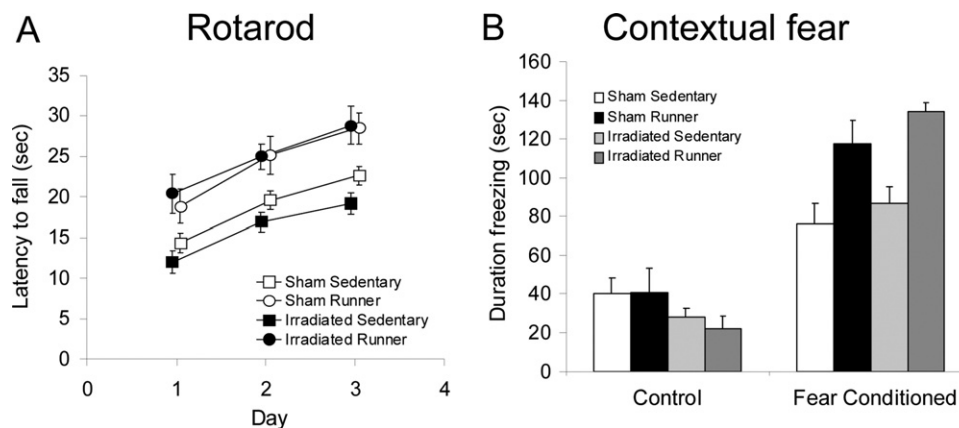 A
Rotarod
Latency to fall (sec)
35
30
25
20
15
10
5
0
0
1
2
3
4
Day
Sham Sedentary
Sham Runner
Irradiated Sedentary
Irradiated Runner
B
Contextual fear
Duration freezing (sec)
160
140
120
100
80
60
40
20
0
Sham Sedentary
Sham Runner
Irradiated Sedentary
Irradiated Runner
Control
Fear Conditioned